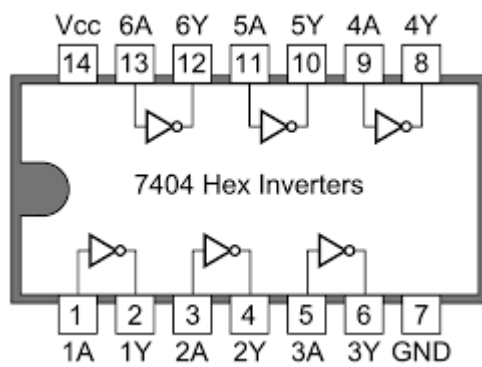 Vcc 6A 6Y 5A 5Y 4A 4Y
14 13 12 11 10 9 8
7404 Hex Inverters
1 2 3 4 5 6 7
1A 1Y 2A 2Y 3A 3Y GND